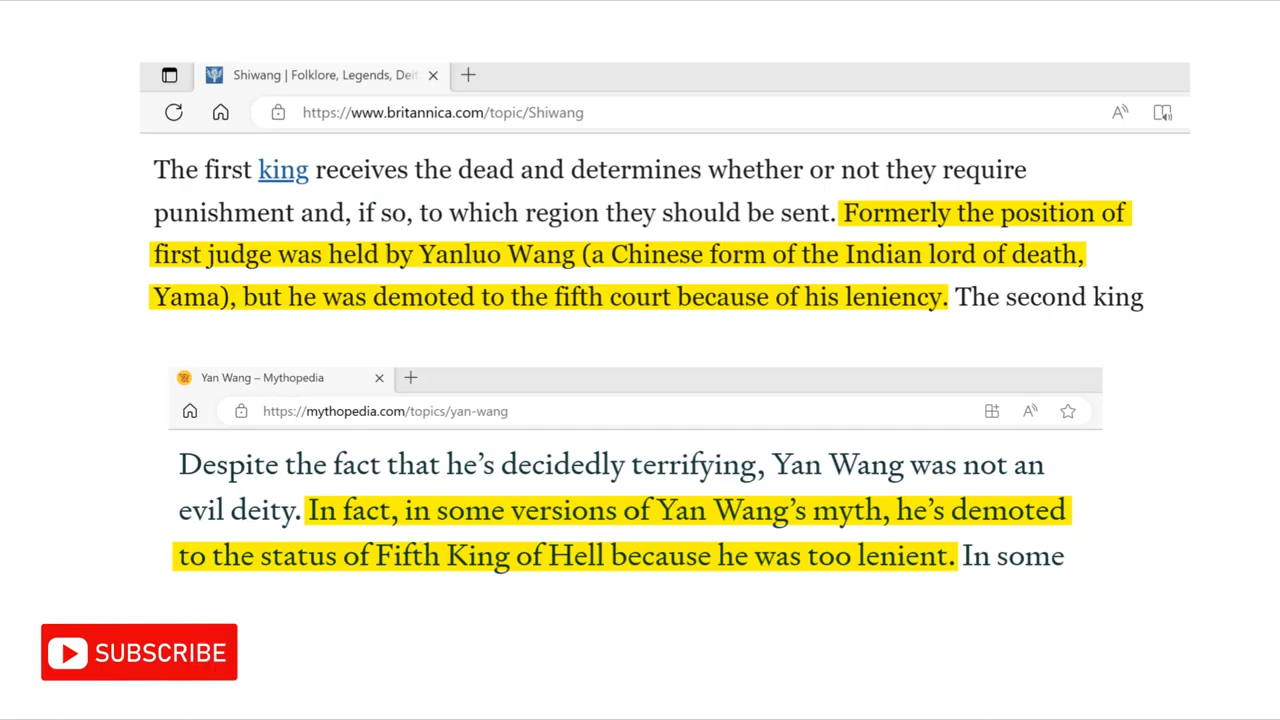 Shiwang | Folklore, Legends, Deit
https://www.britannica.com/topic/Shiwang
The first king receives the dead and determines whether or not they require
punishment and, if so, to which region they should be sent. Formerly the position of
first judge was held by Yanluo Wang (a Chinese form of the Indian lord of death,
Yama), but he was demoted to the fifth court because of his leniency. The second king
Yan Wang – Mythopedia
https://mythopedia.com/topics/yan-wang
Despite the fact that he’s decidedly terrifying, Yan Wang was not an
evil deity. In fact, in some versions of Yan Wang’s myth, he’s demoted
to the status of Fifth King of Hell because he was too lenient. In some
SUBSCRIBE